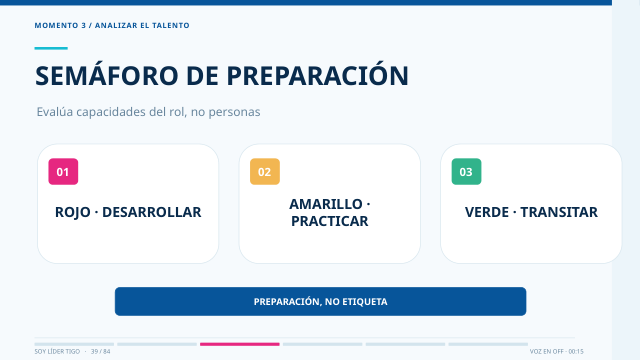 MOMENTO 3 / ANALIZAR EL TALENTO
SEMÁFORO DE PREPARACIÓN
Evalúa capacidades del rol, no personas
01
ROJO · DESARROLLAR
02
AMARILLO ·
PRACTICAR
03
VERDE · TRANSITAR
PREPARACIÓN, NO ETIQUETA
SOY LÍDER TIGO · 39 / 84
VOZ EN OFF · 00:15